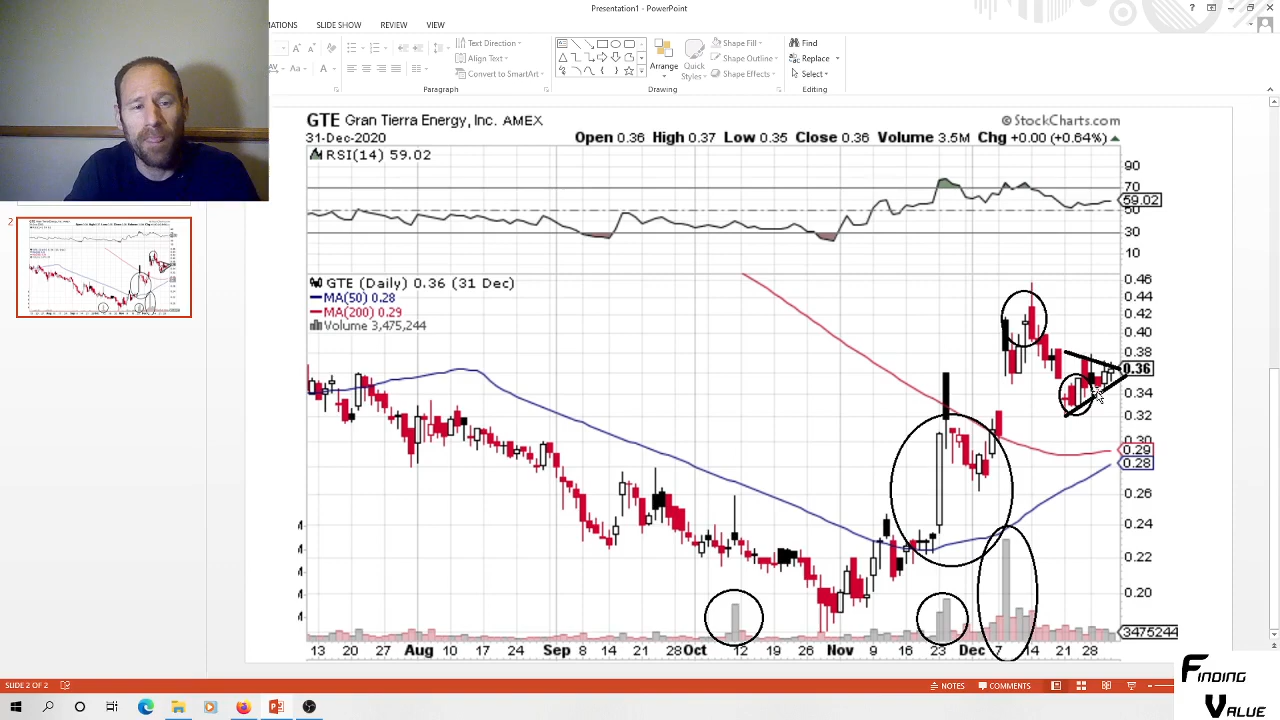 Presentation1 - PowerPoint
?
MATIONS SLIDE SHOW REVIEW VIEW
Text Direction
Align Text
Convert to SmartArt
Aa
A
Arrange
Quick
Styles
Shape Fill
Shape Outline
Shape Effects
Find
Replace
Select
Paragraph
Drawing
Editing
2
GTE Gran Tierra Energy, Inc. AMEX
© StockCharts.com
31-Dec-2020
Open 0.36 High 0.37 Low 0.35 Close 0.36 Volume 3.5M Chg +0.00 (+0.64%)
RSI(14) 59.02
90
70
59.02
50
30
10
GTE (Daily) 0.36 (31 Dec)
MA(50) 0.28
MA(200) 0.29
Volume 3,475,244
0.46
0.44
0.42
0.40
0.38
0.36
0.34
0.32
0.30
0.29
0.28
0.26
0.24
0.22
0.20
3475244
13 20 27 Aug 10 17 24 Sep 8 14 21 28 Oct 12 19 26 Nov 9 16 23 Dec 7 14 21 28
SLIDE 2 OF 2
NOTES
COMMENTS
Finding
Value